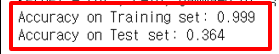 Accuracy on Training set: 0.999
Accuracy on Test set: 0.364